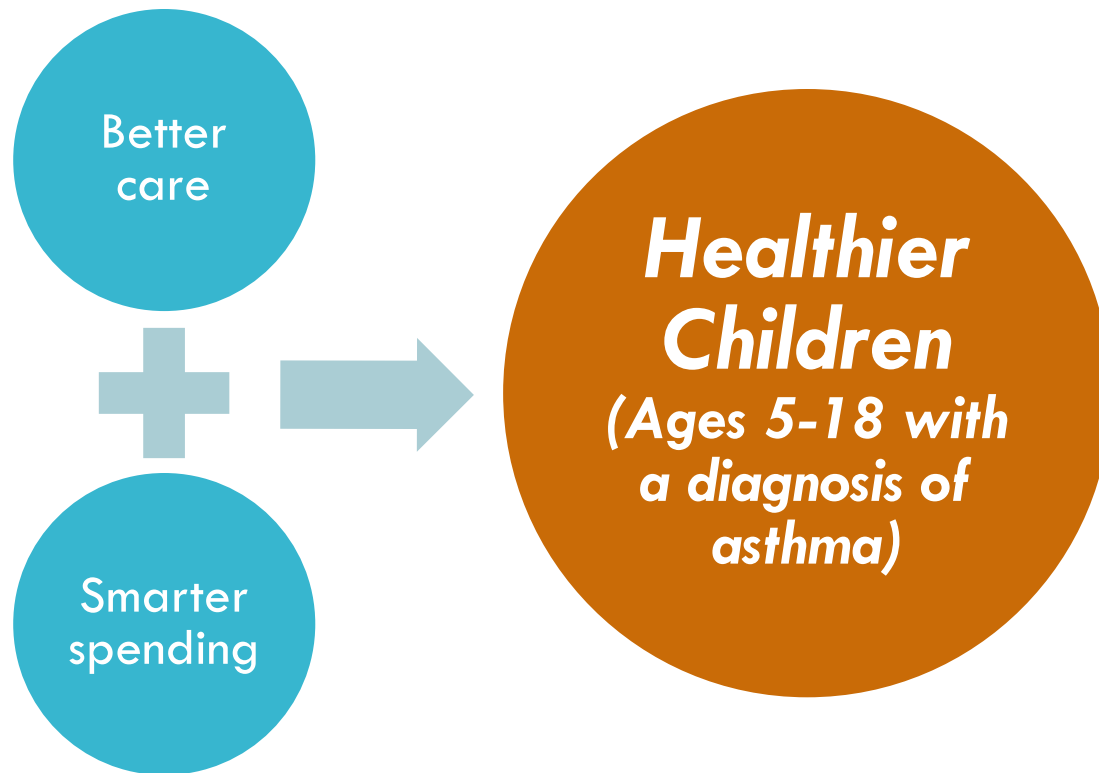 Better
care
Smarter
spending
Healthier
Children
(Ages 5-18 with
a diagnosis of
asthma)